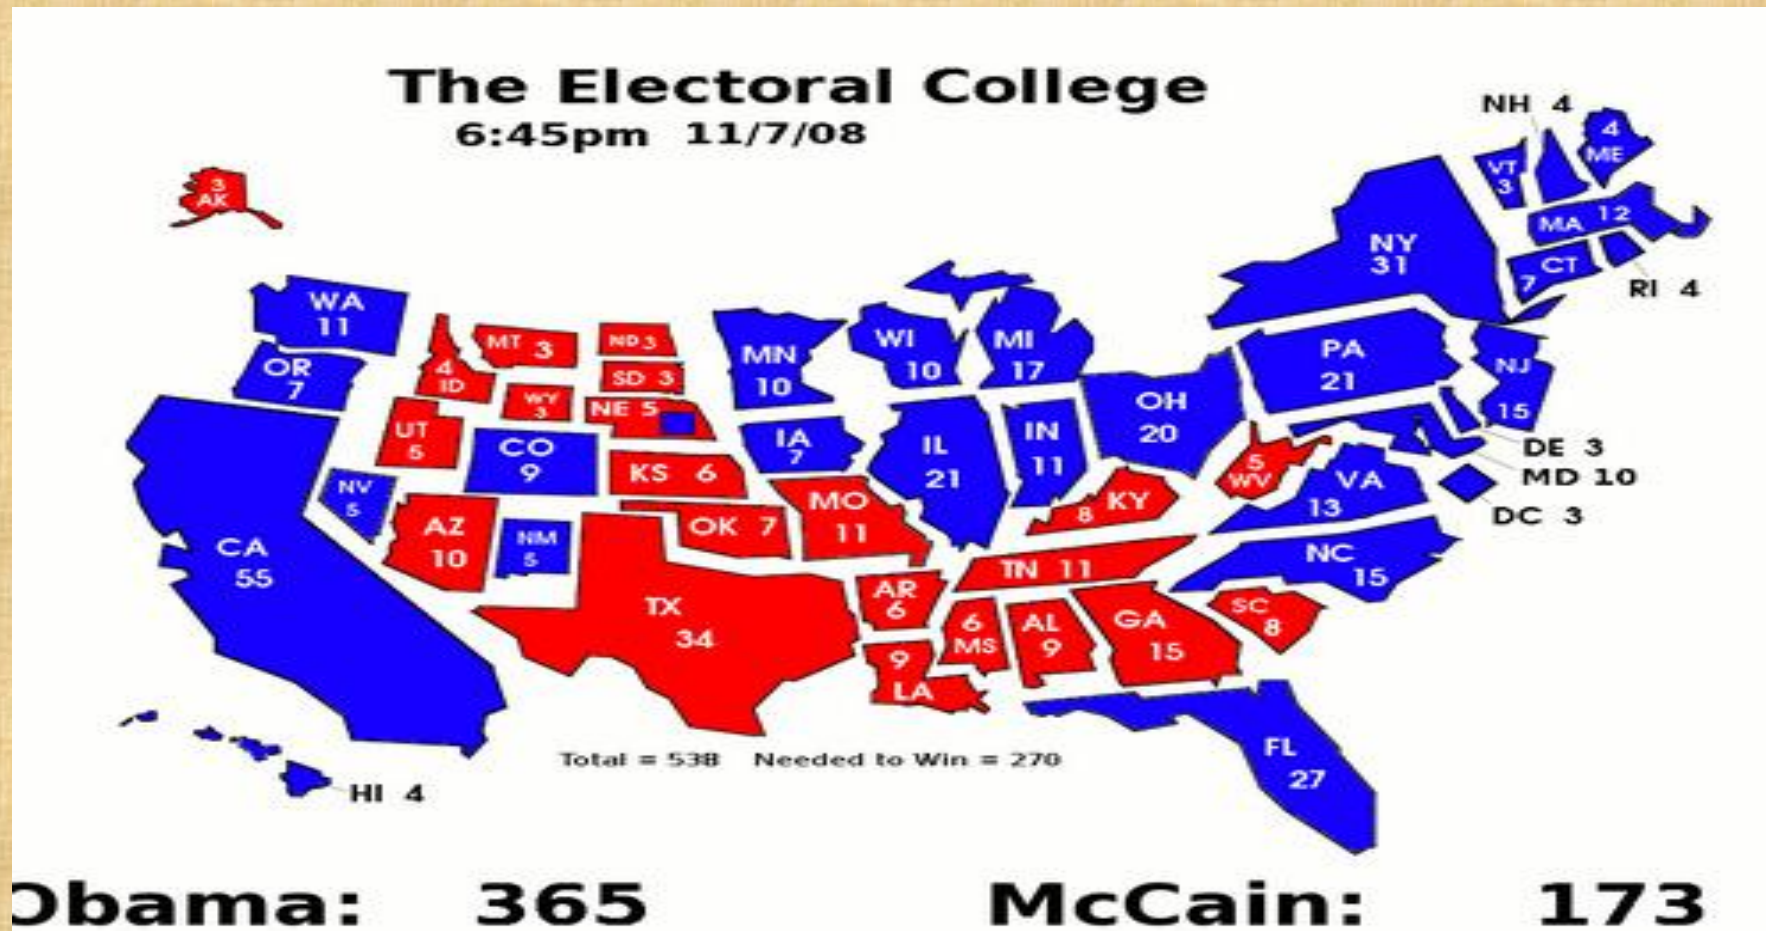 The Electoral College
6:45pm 11/7/08
NH 4
4
ME
VT
3
3
AK
MA 12
NY
31
CT
7
RI 4
WA
11
MT 3
ND 3
MN
10
WI
10
MI
17
PA
21
NJ
15
OR
7
4
ID
SD 3
WY
3
NE 5
OH
20
UT
5
CO
9
IA
7
IL
21
IN
11
DE 3
MD 10
DC 3
NV
5
KS 6
MO
11
8 KY
5
WV
VA
13
CA
55
AZ
10
NM
5
OK 7
TN 11
NC
15
TX
34
AR
6
6
MS
AL
9
GA
15
SC
8
9
LA
FL
27
Total = 538 Needed to Win = 270
HI 4
Obama: 365 McCain: 173